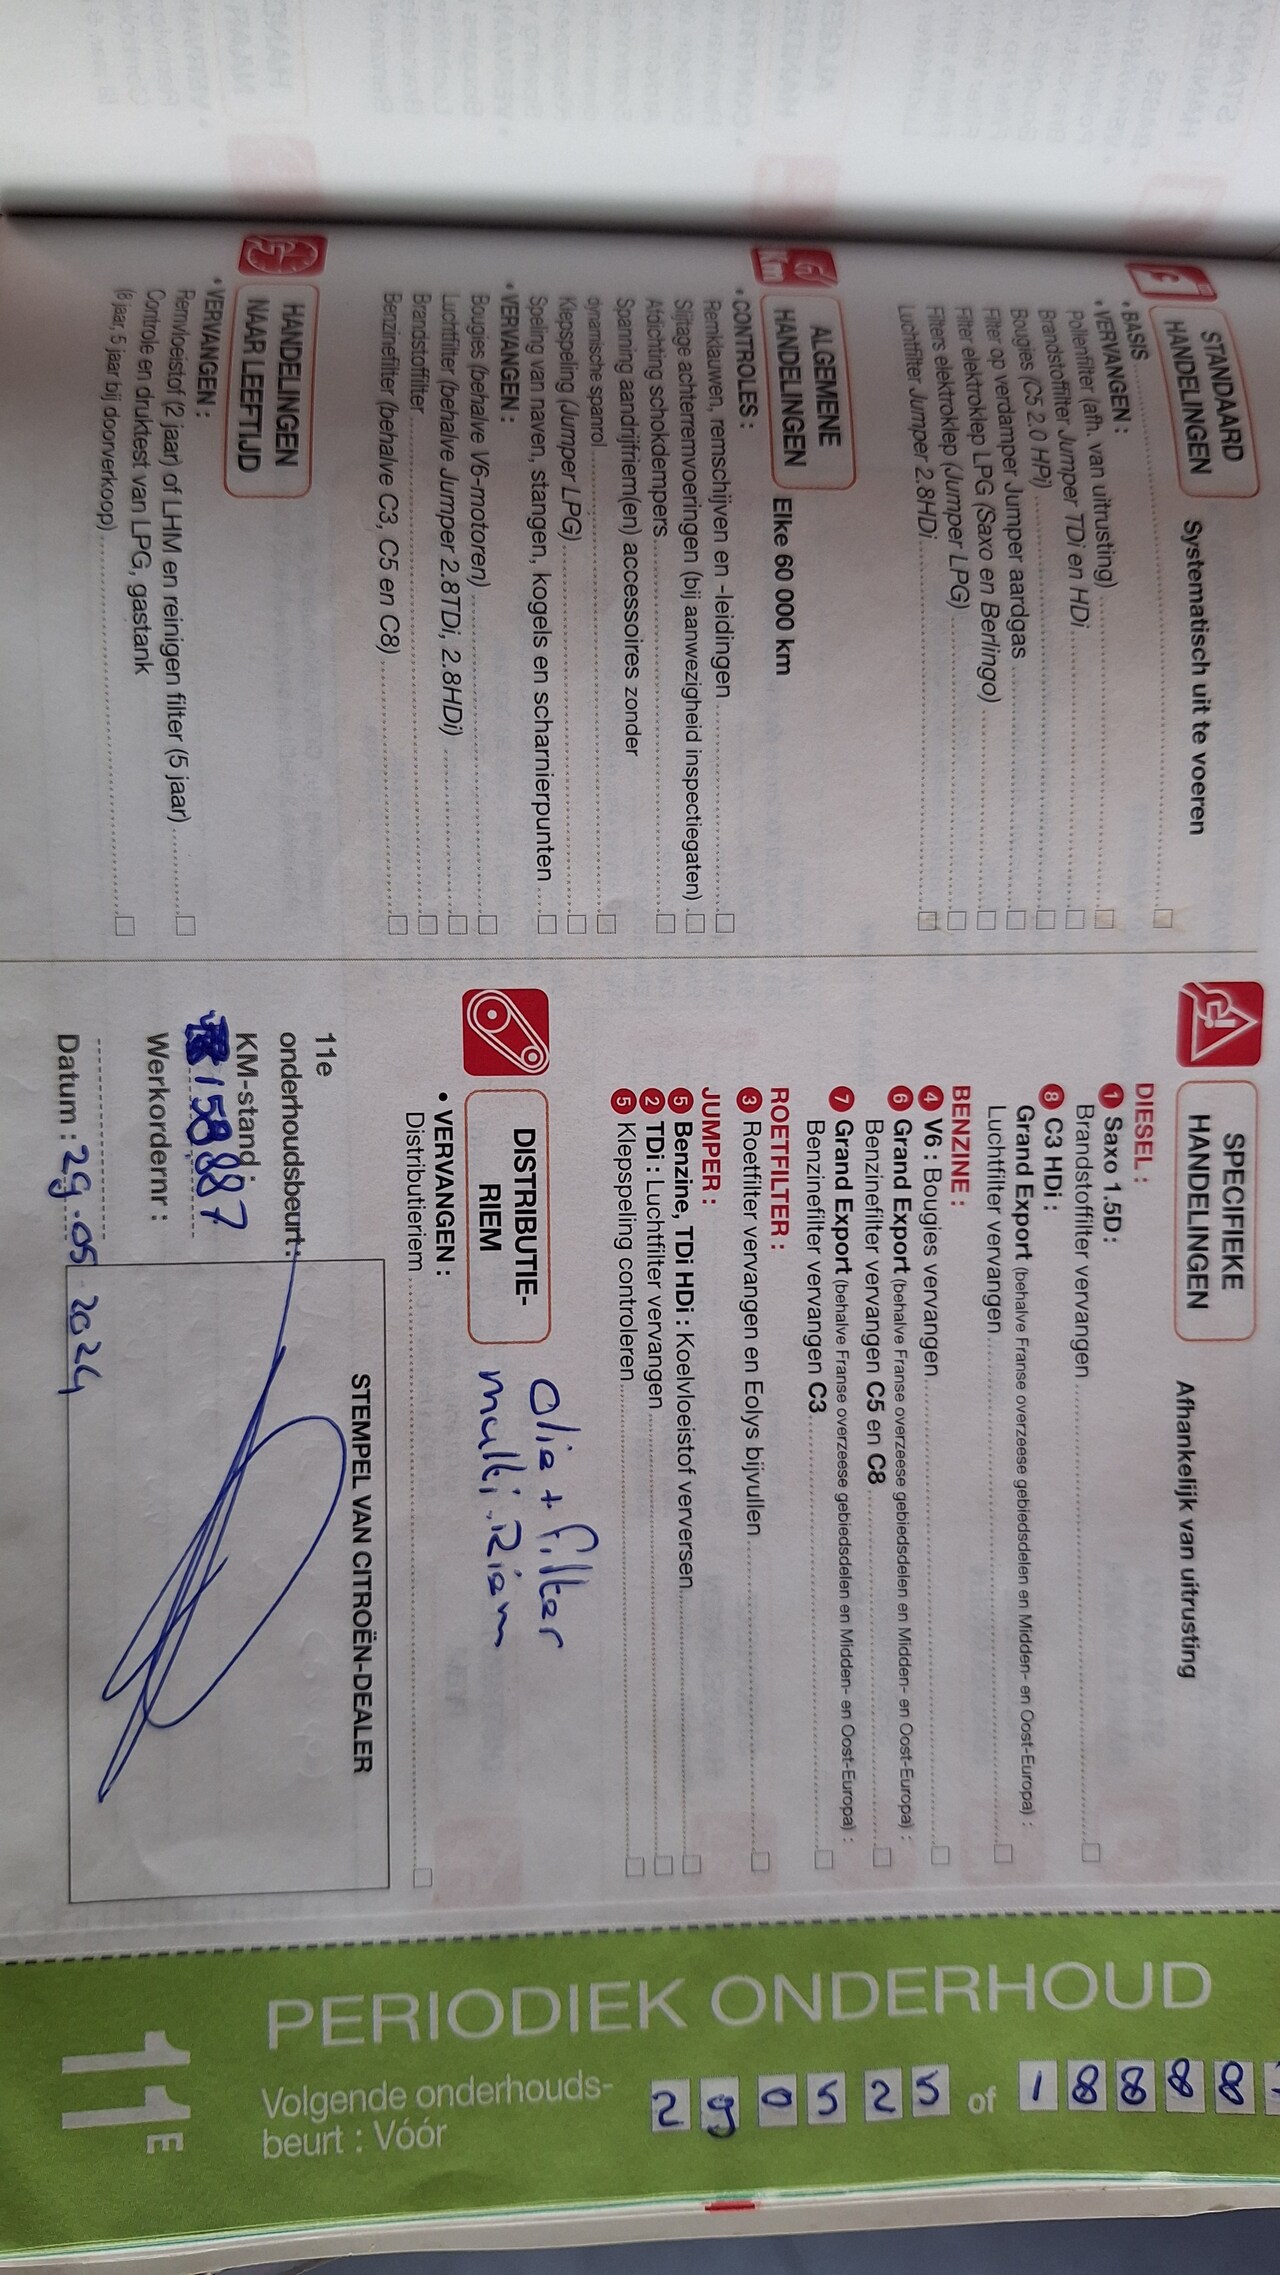 STANDAARD
HANDELINGEN
Systematisch uit te voeren
• BASIS
• VERVANGEN :
Pollenfilter (afh. van uitrusting)
Brandstoffilter Jumper TDi en HDi
Bougies (C5 2.0 HPi)
Filter op verdamper Jumper aardgas
Filter elektroklep LPG (Saxo en Berlingo)
Filters elektroklep (Jumper LPG)
Luchtfilter Jumper 2.8HDi
Km
ALGEMENE
HANDELINGEN
Elke 60 000 km
• CONTROLES :
Remklauwen, remschijven en -leidingen
Slijtage achterremvoeringen (bij aanwezigheid inspectiegaten)
Afdichting schokdempers
Spanning aandrijfriem(en) accessoires zonder
dynamische spanrol
Klepspeling (Jumper LPG)
Speling van naven, stangen, kogels en scharnierpunten
• VERVANGEN :
Bougies (behalve V6-motoren)
Luchtfilter (behalve Jumper 2.8TDi, 2.8HDi)
Brandstoffilter
Benzinefilter (behalve C3, C5 en C8)
HANDELINGEN
NAAR LEEFTIJD
• VERVANGEN :
Remvloeistof (2 jaar) of LHM en reinigen filter (5 jaar)
Controle en druktest van LPG, gastank
(8 jaar, 5 jaar bij doorverkoop)
SPECIFIEKE
HANDELINGEN
Afhankelijk van uitrusting
DIESEL :
1 Saxo 1.5D :
Brandstoffilter vervangen
8 C3 HDi :
Grand Export (behalve Franse overzeese gebiedsdelen en Midden- en Oost-Europa) :
Luchtfilter vervangen
BENZINE :
4 V6 : Bougies vervangen
6 Grand Export (behalve Franse overzeese gebiedsdelen en Midden- en Oost-Europa) :
Benzinefilter vervangen C5 en C8
7 Grand Export (behalve Franse overzeese gebiedsdelen en Midden- en Oost-Europa) :
Benzinefilter vervangen C3
ROETFILTER :
3 Roetfilter vervangen en Eolys bijvullen
JUMPER :
5 Benzine, TDi HDi : Koelvloeistof verversen
2 TDi : Luchtfilter vervangen
5 Klepspeling controleren
DISTRIBUTIE-
RIEM
Olie + filter
multi Riem
• VERVANGEN :
Distributieriem
11e
onderhoudsbeurt :
KM-stand :
158887
Werkordernr :
Datum : 29.05 2024
STEMPEL VAN CITROËN-DEALER
PERIODIEK ONDERHOUD
11E
Volgende onderhouds-
beurt : Vóór
29 05 25 of 18888